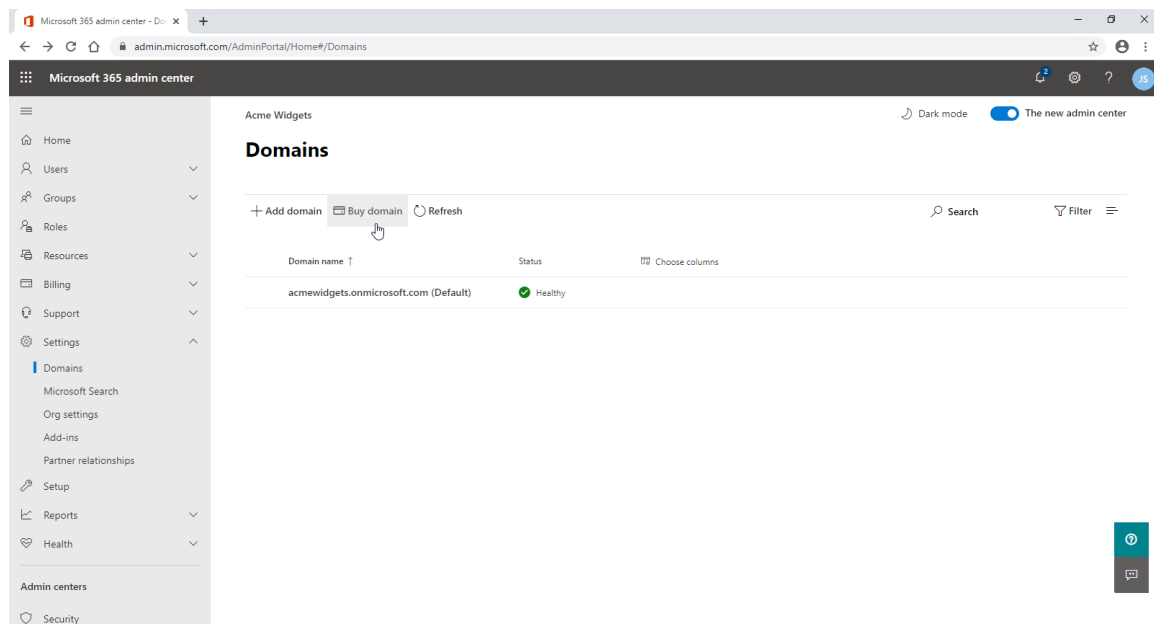 Microsoft 365 admin center - Do
admin.microsoft.com/AdminPortal/Home#/Domains
Microsoft 365 admin center
2
?
JS
Acme Widgets
Dark mode
The new admin center
Home
Domains
Users
Groups
Add domain Buy domain Refresh Search Filter
Roles
Resources
Domain name ↑ Status Choose columns
Billing
acmewidgets.onmicrosoft.com (Default) Healthy
Support
Settings
Domains
Microsoft Search
Org settings
Add-ins
Partner relationships
Setup
Reports
Health
Admin centers
Security